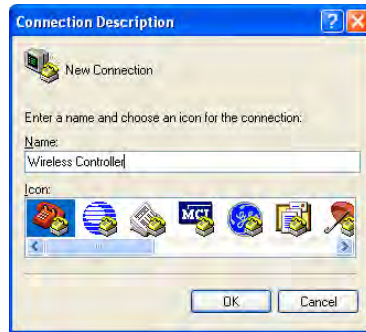 Connection Description
New Connection
Enter a name and choose an icon for the connection:
Name:
Wireless Controller
Icon:
MCI
OK
Cancel